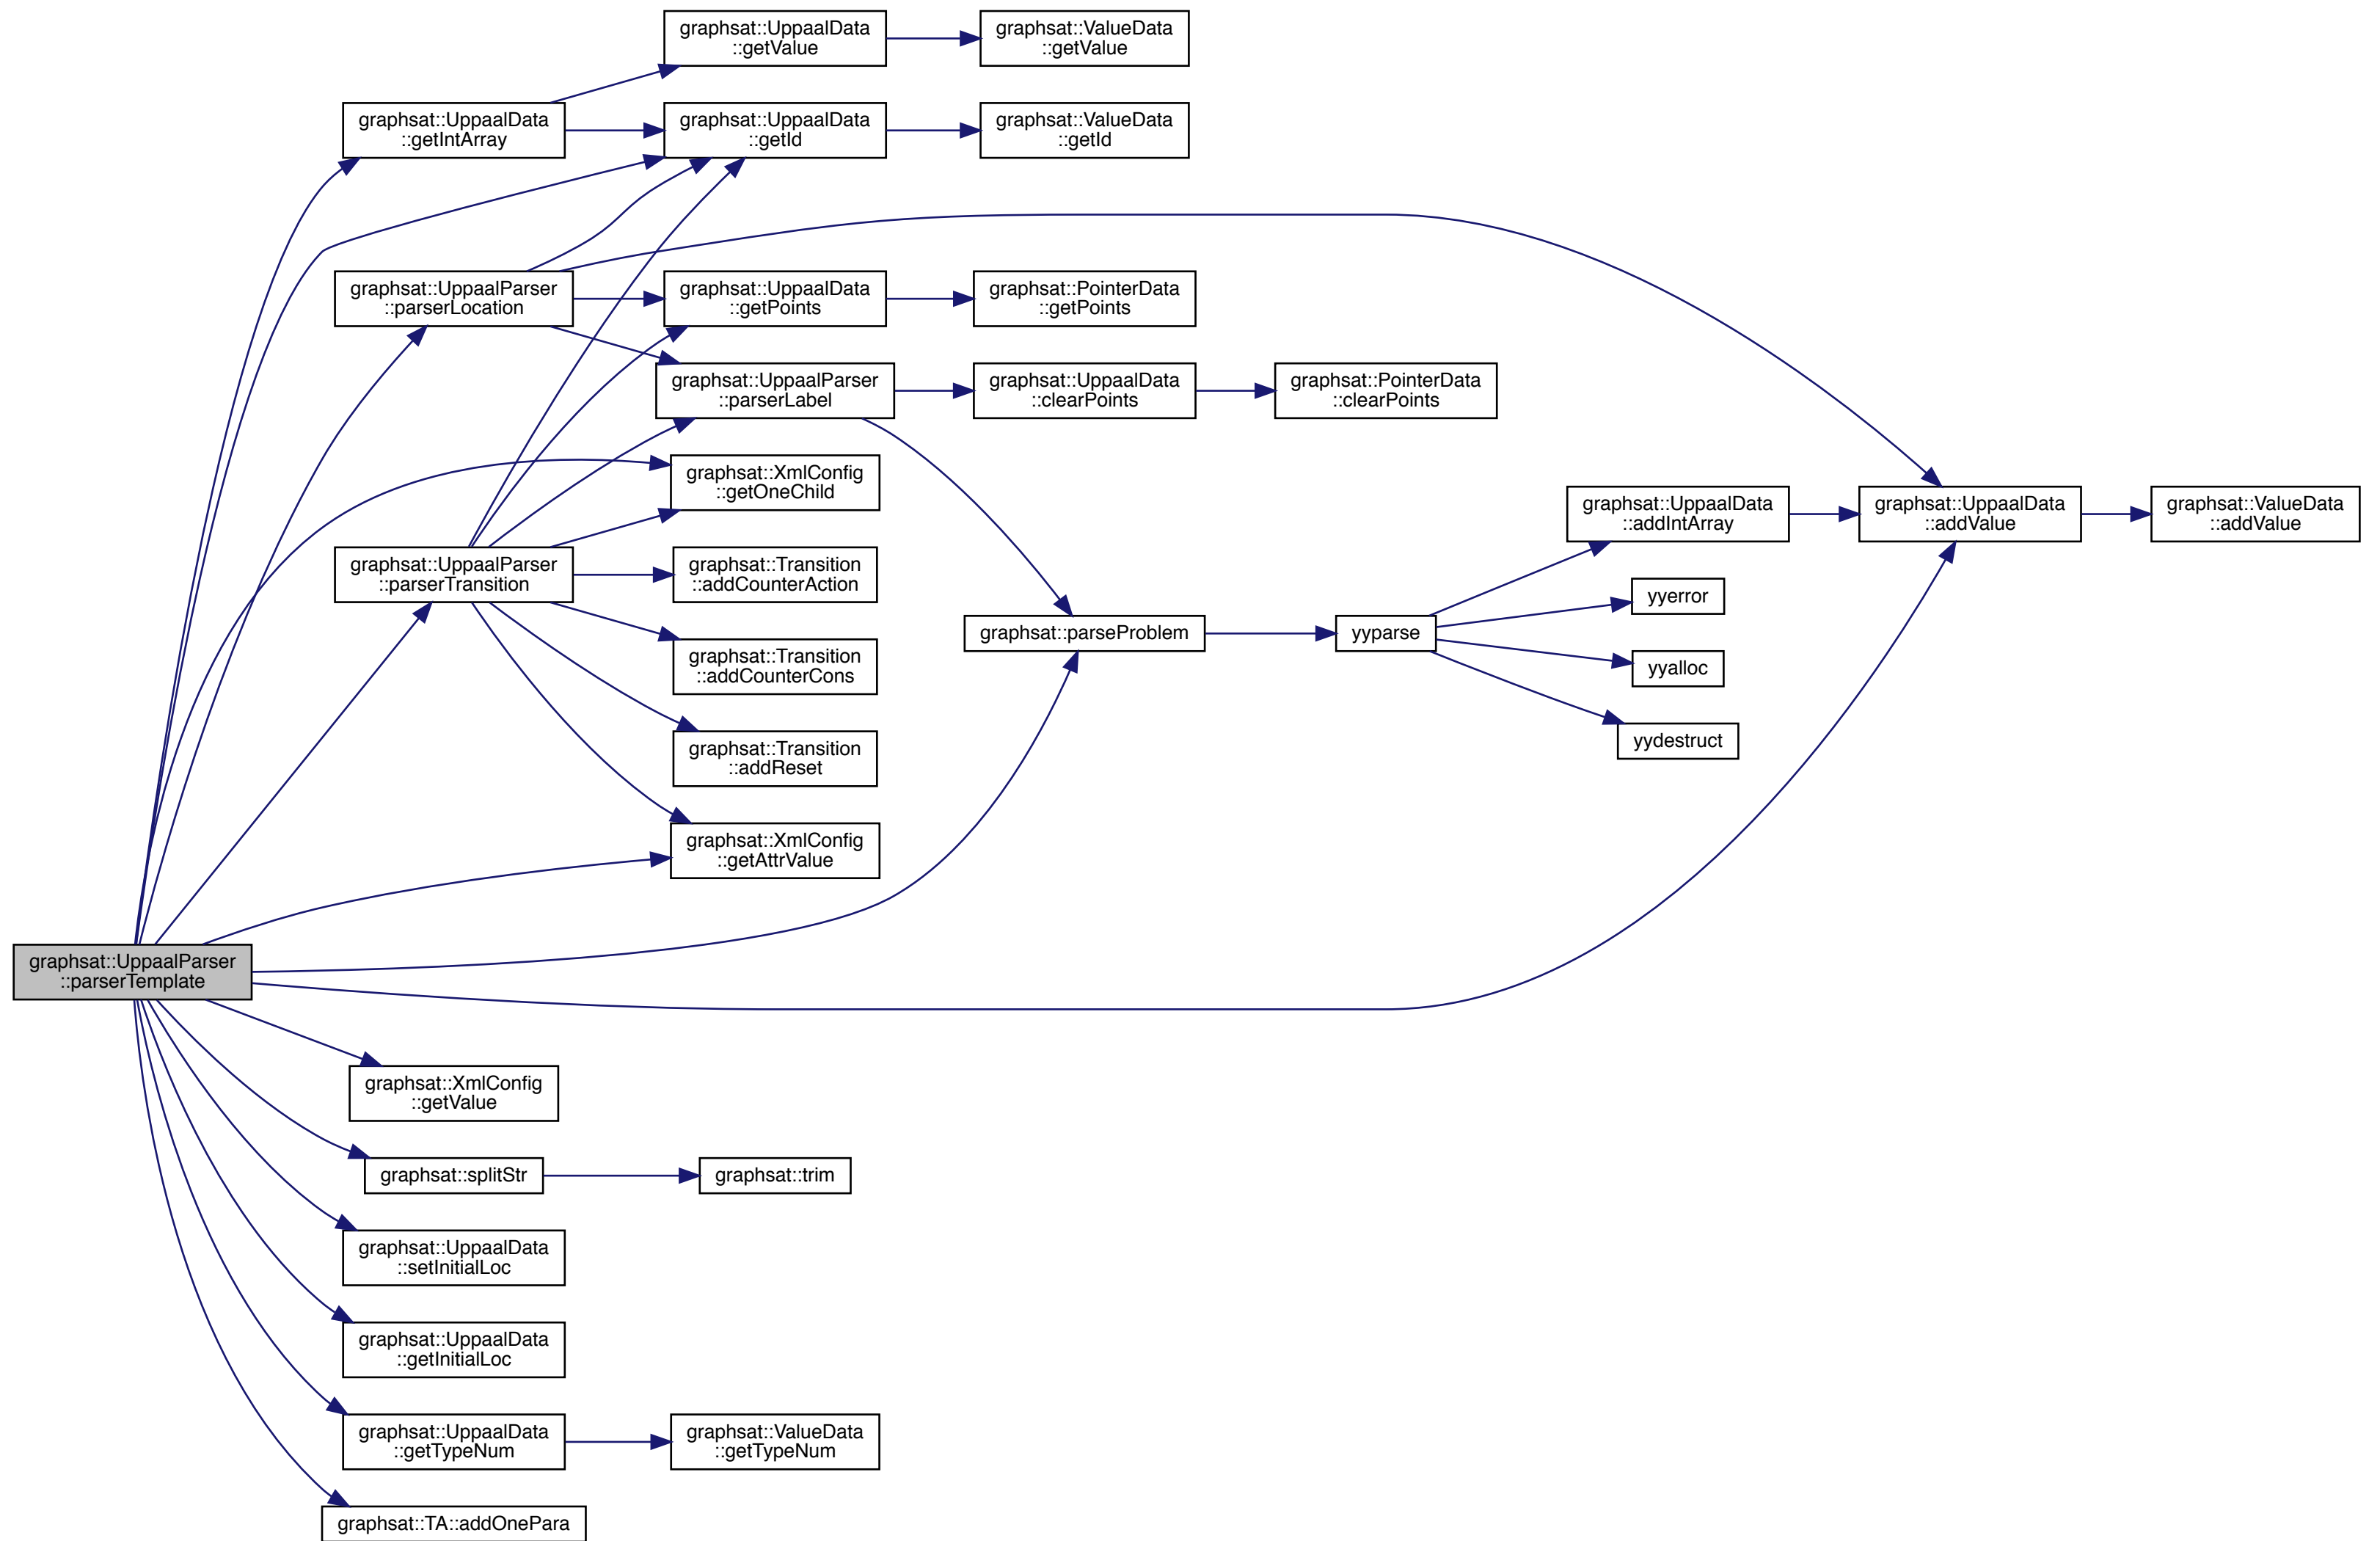 graphsat::UppaalData
::getValue
graphsat::ValueData
::getValue
graphsat::UppaalData
::getIntArray
graphsat::UppaalData
::getId
graphsat::ValueData
::getId
graphsat::UppaalParser
::parserLocation
graphsat::UppaalData
::getPoints
graphsat::PointerData
::getPoints
graphsat::UppaalParser
::parserLabel
graphsat::UppaalData
::clearPoints
graphsat::PointerData
::clearPoints
graphsat::XmlConfig
::getOneChild
graphsat::UppaalData
::addIntArray
graphsat::UppaalData
::addValue
graphsat::ValueData
::addValue
graphsat::UppaalParser
::parserTransition
graphsat::Transition
::addCounterAction
yyerror
graphsat::parseProblem
yyparse
graphsat::Transition
::addCounterCons
yyalloc
yydestruct
graphsat::Transition
::addReset
graphsat::XmlConfig
::getAttrValue
graphsat::UppaalParser
::parserTemplate
graphsat::XmlConfig
::getValue
graphsat::splitStr
graphsat::trim
graphsat::UppaalData
::setInitialLoc
graphsat::UppaalData
::getInitialLoc
graphsat::UppaalData
::getTypeNum
graphsat::ValueData
::getTypeNum
graphsat::TA::addOnePara